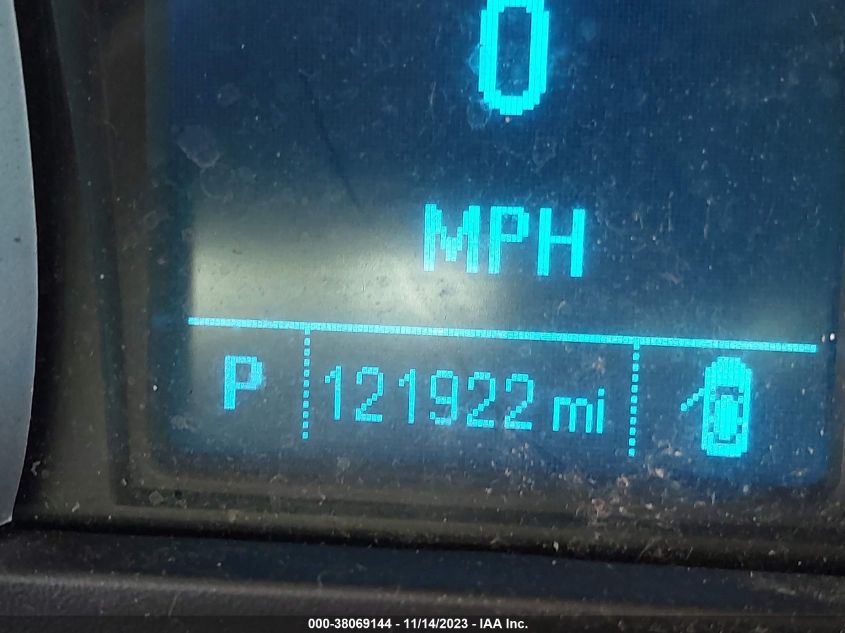 0
MPH
P 121922 mi
000-38069144 - 11/14/2023 - IAA Inc.